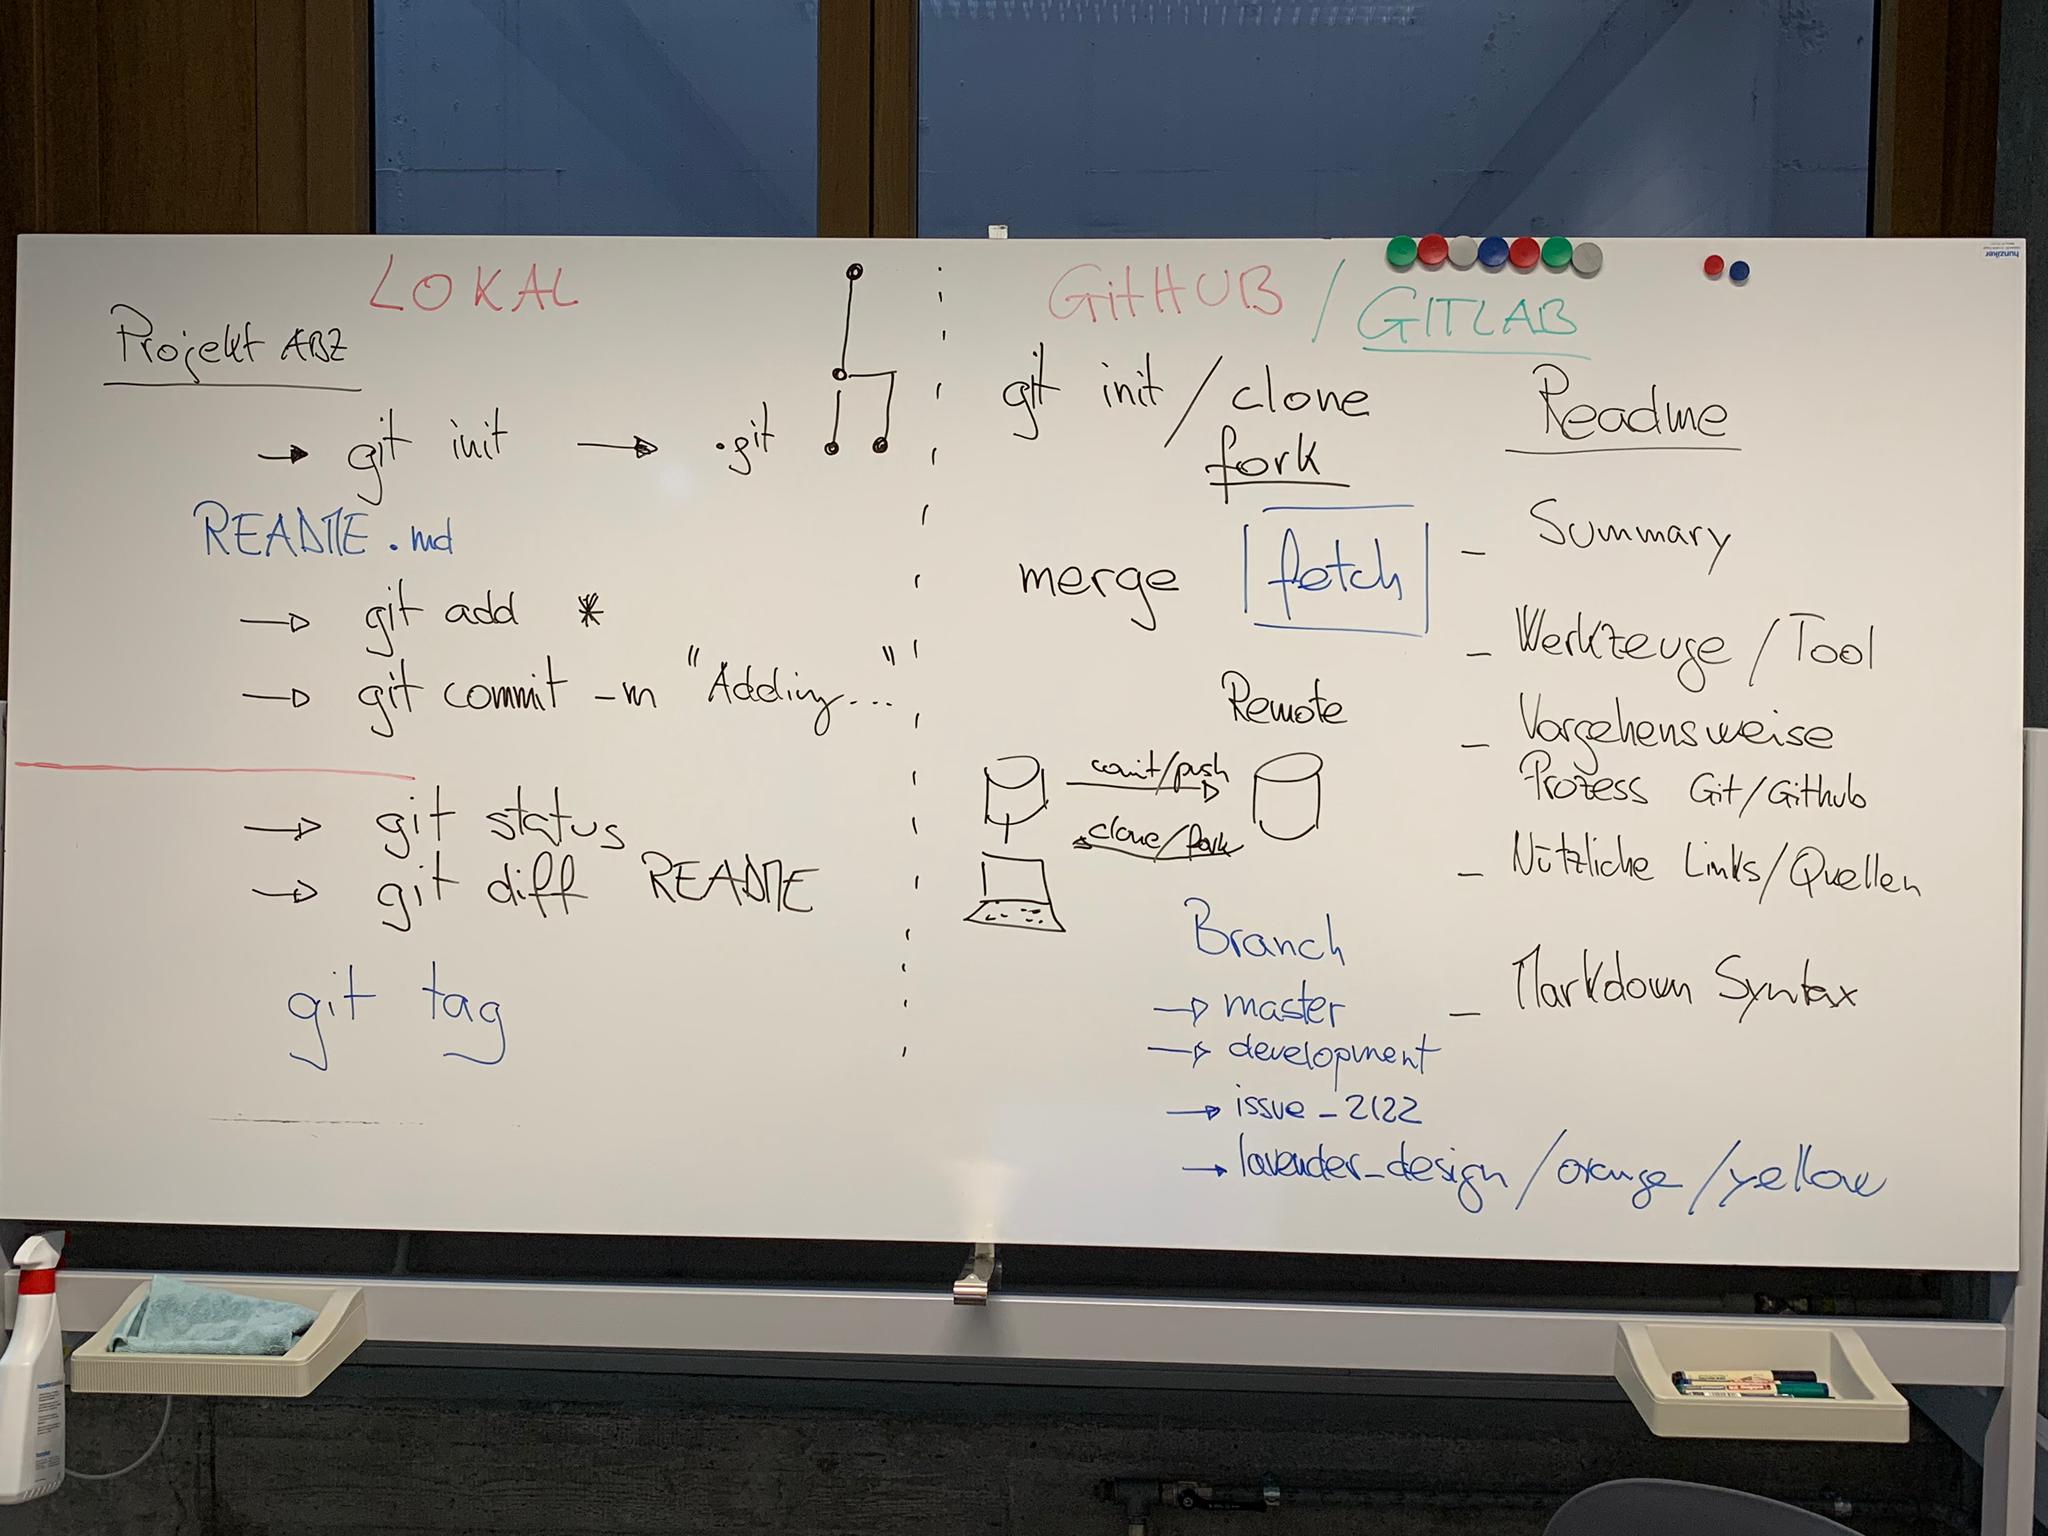 LOKAL
Projekt ABZ
→ git init → .git
README.md
→ git add *
→ git commit -m "Adding..."
→ git status
→ git diff README
git tag
GitHUB / GITLAB
git init / clone
fork
merge fetch
Remote
comit/push
clone/fork
Branch
→ master
→ development
→ issue_2122
→ lavender_design / orange / yellow
Readme
- Summary
- Werkzeuge / Tool
- Vorgehensweise
Prozess Git/Github
- Nützliche Links/Quellen
- Markdown Syntax
hunziker